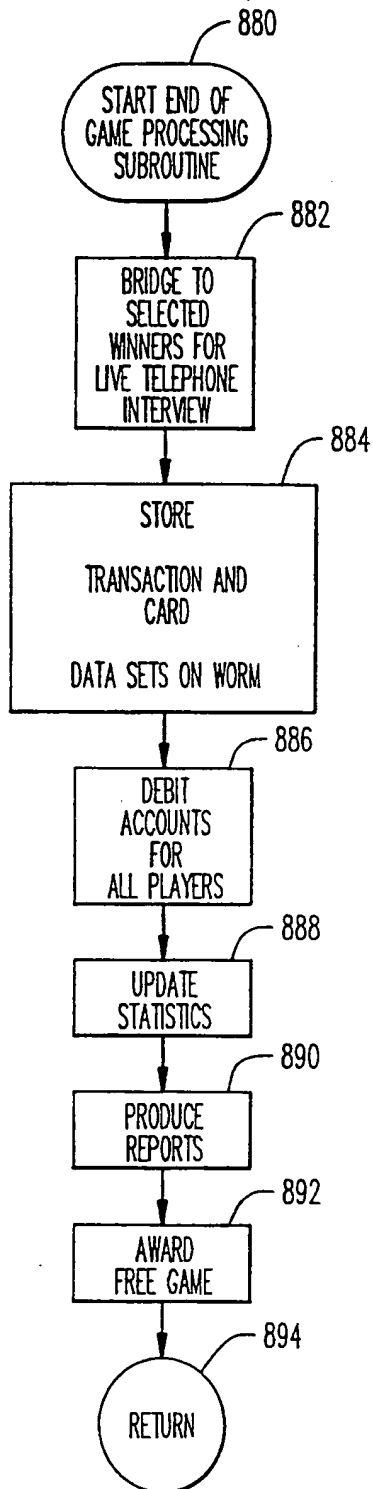 880
START END OF
GAME PROCESSING
SUBROUTINE
882
BRIDGE TO
SELECTED
WINNERS FOR
LIVE TELEPHONE
INTERVIEW
884
STORE
TRANSACTION AND
CARD
DATA SETS ON WORM
886
DEBIT
ACCOUNTS
FOR
ALL PLAYERS
888
UPDATE
STATISTICS
890
PRODUCE
REPORTS
892
AWARD
FREE GAME
894
RETURN